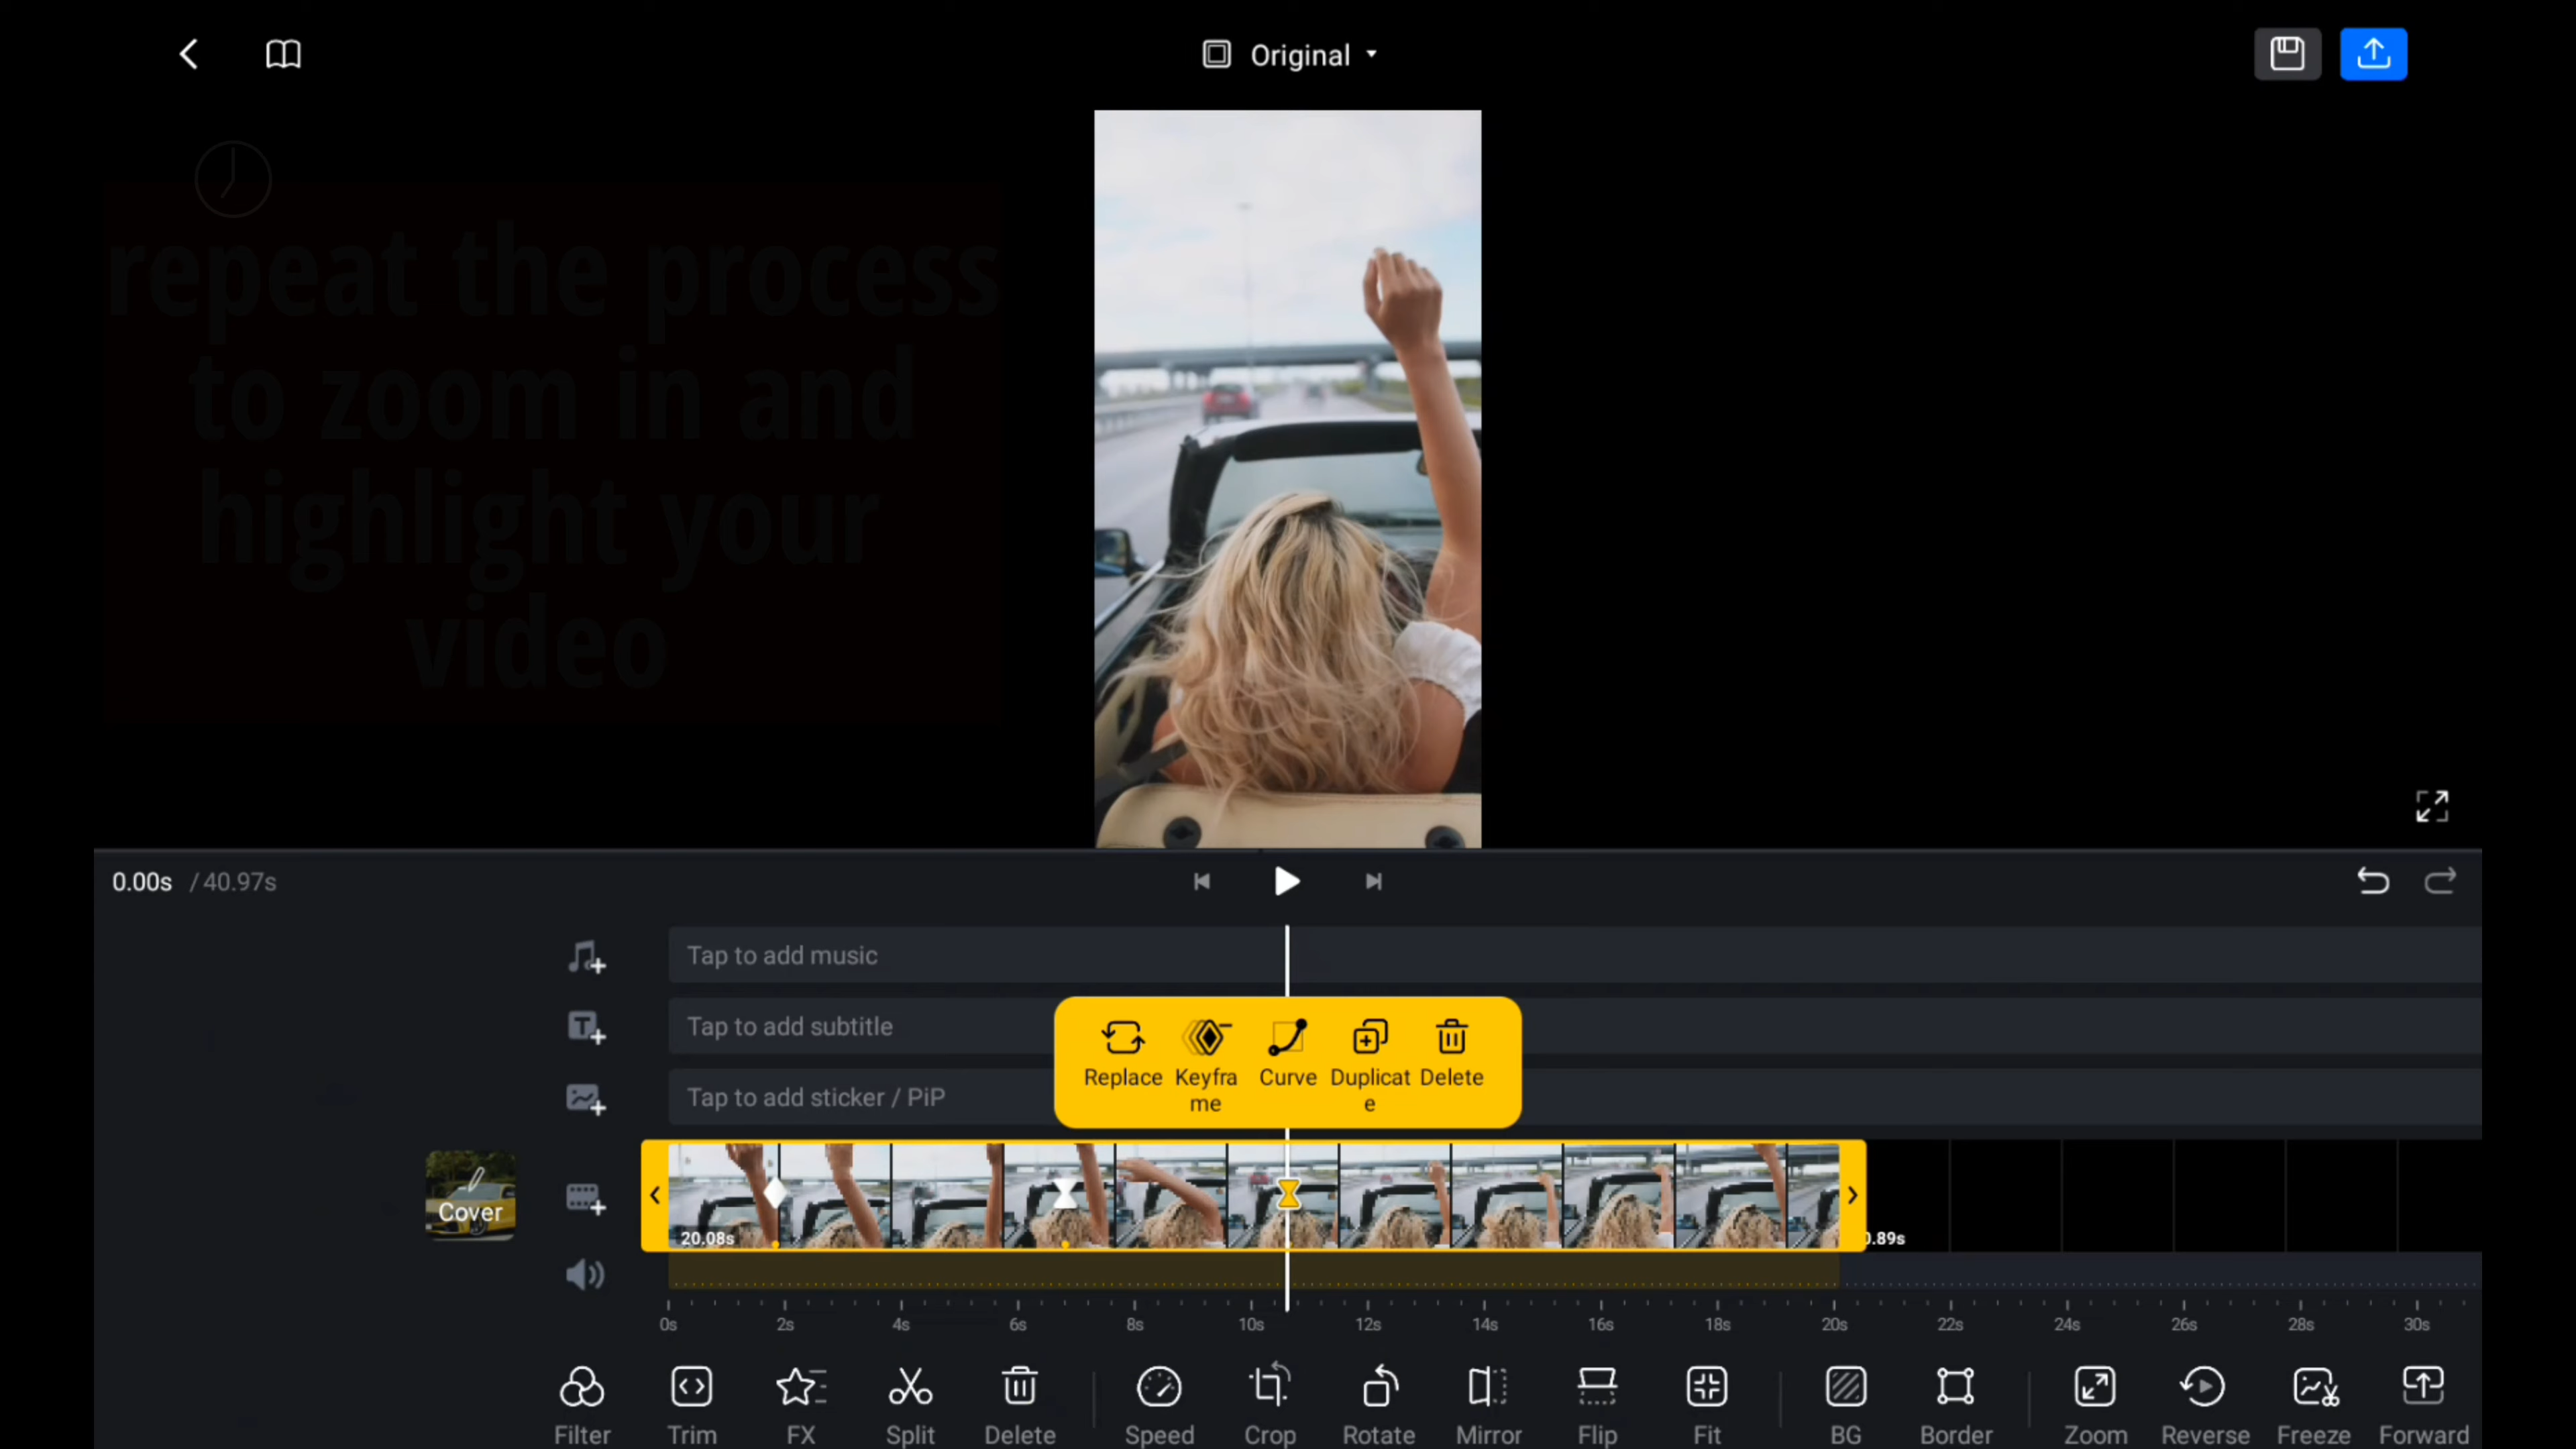 Original
repeat the process
to zoom in and
highlight your
video
0.00s /40.97s
Tap to add music
Tap to add subtitle
Tap to add sticker / PiP
Replace Keyfra Curve Duplicat Delete
me e
Cover
20.08s
0.89s
0s 2s 4s 6s 8s 10s 12s 14s 16s 18s 20s 22s 24s 26s 28s 30s
Filter Trim FX Split Delete Speed Crop Rotate Mirror Flip Fit BG Border Zoom Reverse Freeze Forward